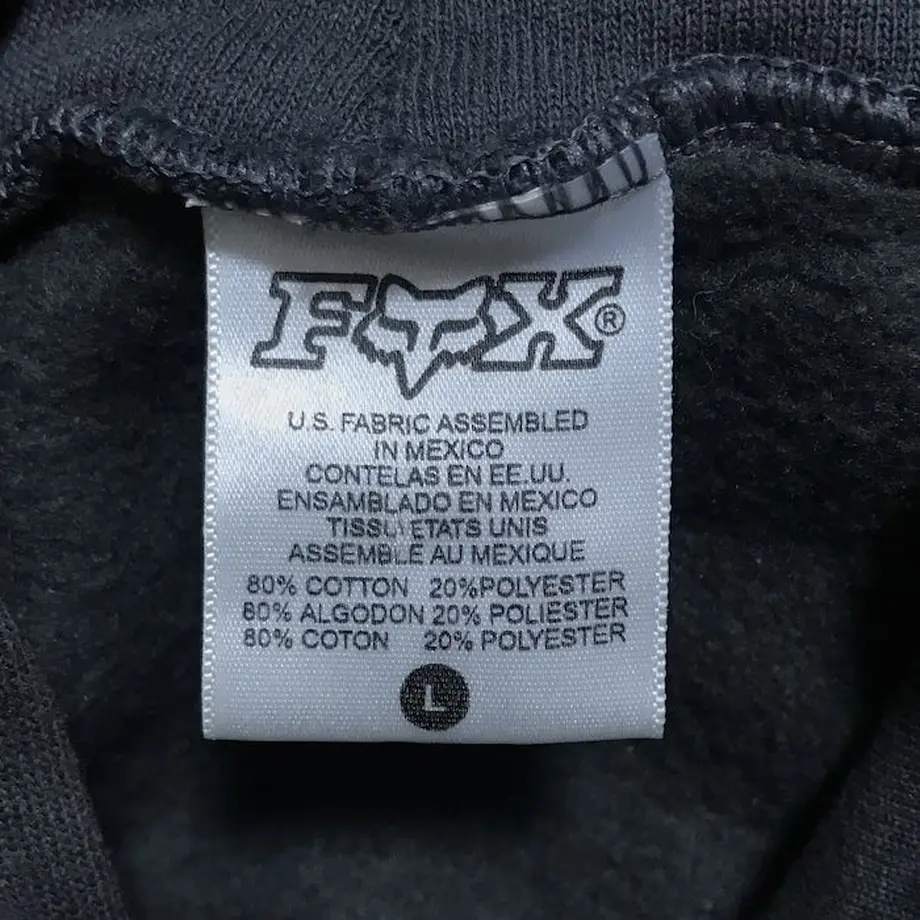 FOX®
U.S. FABRIC ASSEMBLED
IN MEXICO
CONTELAS EN EE.UU.
ENSAMBLADO EN MEXICO
ETATS UNIS
ASSEMBLE AU MEXIQUE
80% COTTON 20%POLYESTER
80% ALGODON 20% POLIESTER
80% COTON 20% POLYESTER
L